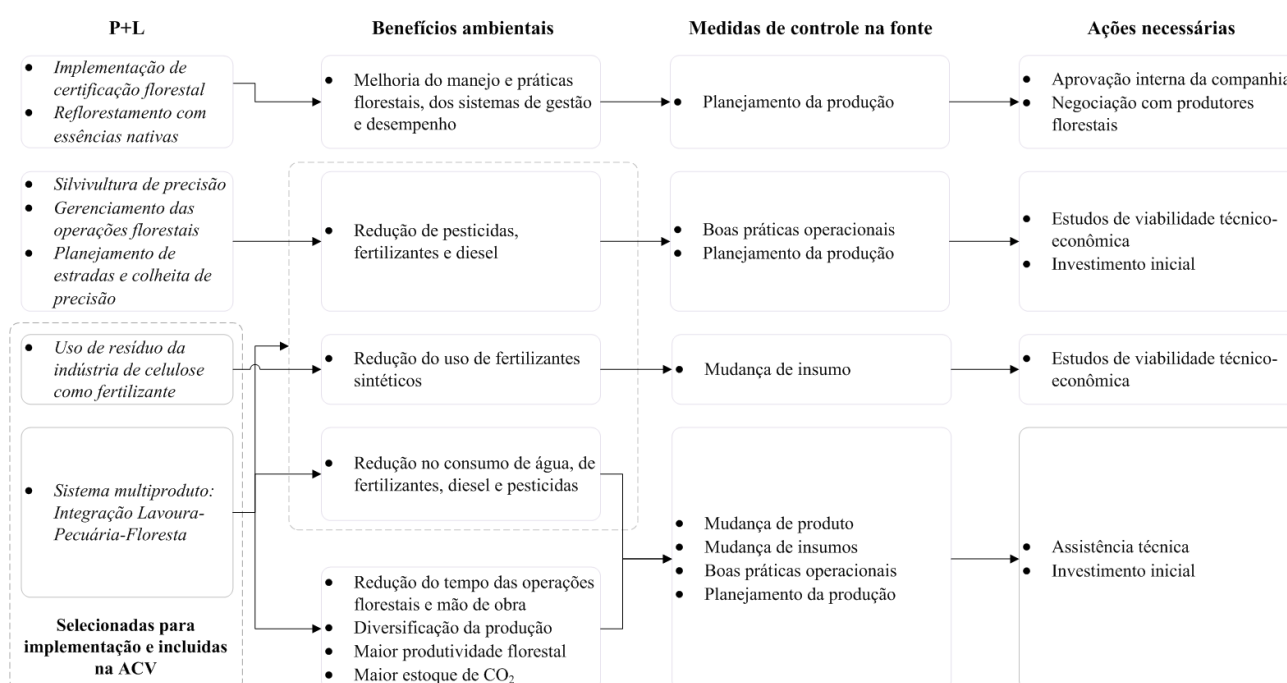 P+L
Benefícios ambientais
Medidas de controle na fonte
Ações necessárias
• Implementação de
certificação florestal
• Reflorestamento com
essências nativas
• Melhoria do manejo e práticas
florestais, dos sistemas de gestão
e desempenho
• Planejamento da produção
• Aprovação interna da companhia
• Negociação com produtores
florestais
• Silvivultura de precisão
• Gerenciamento das
operações florestais
• Planejamento de
estradas e colheita de
precisão
• Redução de pesticidas,
fertilizantes e diesel
• Boas práticas operacionais
• Planejamento da produção
• Estudos de viabilidade técnico-
econômica
• Investimento inicial
• Uso de resíduo da
indústria de celulose
como fertilizante
• Redução do uso de fertilizantes
sintéticos
• Mudança de insumo
• Estudos de viabilidade técnico-
econômica
• Sistema multiproduto:
Integração Lavoura-
Pecuária-Floresta
• Redução no consumo de água, de
fertilizantes, diesel e pesticidas
• Redução do tempo das operações
florestais e mão de obra
• Diversificação da produção
• Maior produtividade florestal
• Maior estoque de CO₂
• Mudança de produto
• Mudança de insumos
• Boas práticas operacionais
• Planejamento da produção
• Assistência técnica
• Investimento inicial
Selecionadas para
implementação e incluidas
na ACV